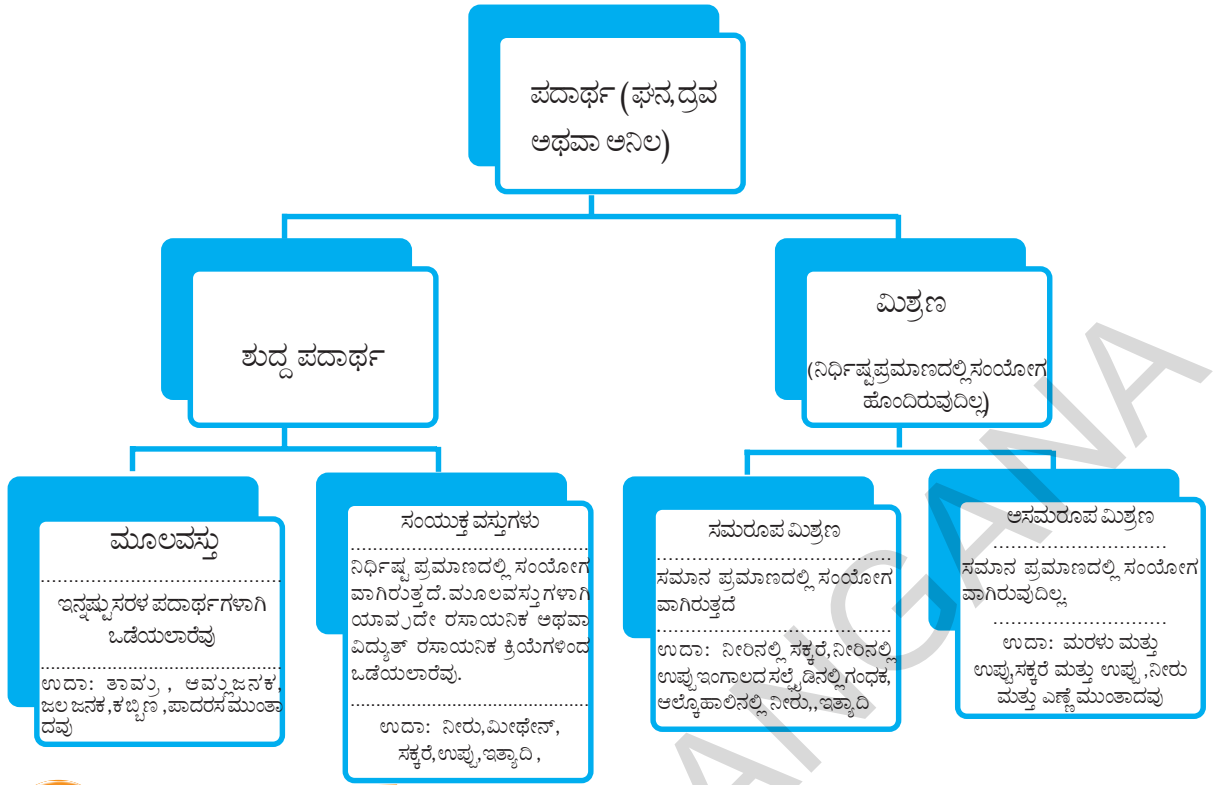 ಪದಾರ್ಥ (ಘನ,ದ್ರವ
ಅಥವಾ ಅನಿಲ)
ಶುದ್ದ ಪದಾರ್ಥ
ಮಿಶ್ರಣ
(ನಿರ್ಧಿಷ್ಟಪ್ರಮಾಣದಲ್ಲಿ ಸಂಯೋಗ
ಹೊಂದಿರುವುದಿಲ್ಲ)
ಮೂಲವಸ್ತು
................................................
ಇನ್ನಷ್ಟು ಸರಳ ಪದಾರ್ಥಗಳಾಗಿ
ಒಡೆಯಲಾರೆವು
................................................
ಉದಾ: ತಾಮ್ರ , ಆಮ್ಲಜನಕ,
ಜಲಜನಕ,ಕಬ್ಬಿಣ ,ಪಾದರಸ ಮುಂತಾ
ದವು
ಸಂಯುಕ್ತ ವಸ್ತುಗಳು
................................................
ನಿರ್ಧಿಷ್ಟ ಪ್ರಮಾಣದಲ್ಲಿ ಸಂಯೋಗ
ವಾಗಿರುತ್ತದೆ.ಮೂಲವಸ್ತುಗಳಾಗಿ
ಯಾವುದೇ ರಸಾಯನಿಕ ಅಥವಾ
ವಿದ್ಯುತ್ ರಸಾಯನಿಕ ಕ್ರಿಯೆಗಳಿಂದ
ಒಡೆಯಲಾರೆವು.
................................................
ಉದಾ: ನೀರು,ಮೀಥೇನ್,
ಸಕ್ಕರೆ,ಉಪ್ಪು,ಇತ್ಯಾದಿ ,
ಸಮರೂಪ ಮಿಶ್ರಣ
................................................
ಸಮಾನ ಪ್ರಮಾಣದಲ್ಲಿ ಸಂಯೋಗ
ವಾಗಿರುತ್ತದೆ
................................................
ಉದಾ: ನೀರಿನಲ್ಲಿ ಸಕ್ಕರೆ,ನೀರಿನಲ್ಲಿ
ಉಪ್ಪು ಇಂಗಾಲದ ಸಲ್ಫೈಡಿನಲ್ಲಿ ಗಂಧಕ,
ಆಲ್ಕೊಹಾಲಿನಲ್ಲಿ ನೀರು,,ಇತ್ಯಾದಿ
ಅಸಮರೂಪ ಮಿಶ್ರಣ
..................................
ಸಮಾನ ಪ್ರಮಾಣದಲ್ಲಿ ಸಂಯೋಗ
ವಾಗಿರುವುದಿಲ್ಲ.
..................................
ಉದಾ: ಮರಳು ಮತ್ತು
ಉಪ್ಪು,ಸಕ್ಕರೆ ಮತ್ತು ಉಪ್ಪು ,ನೀರು
ಮತ್ತು ಎಣ್ಣೆ ಮುಂತಾದವು
ANGANA